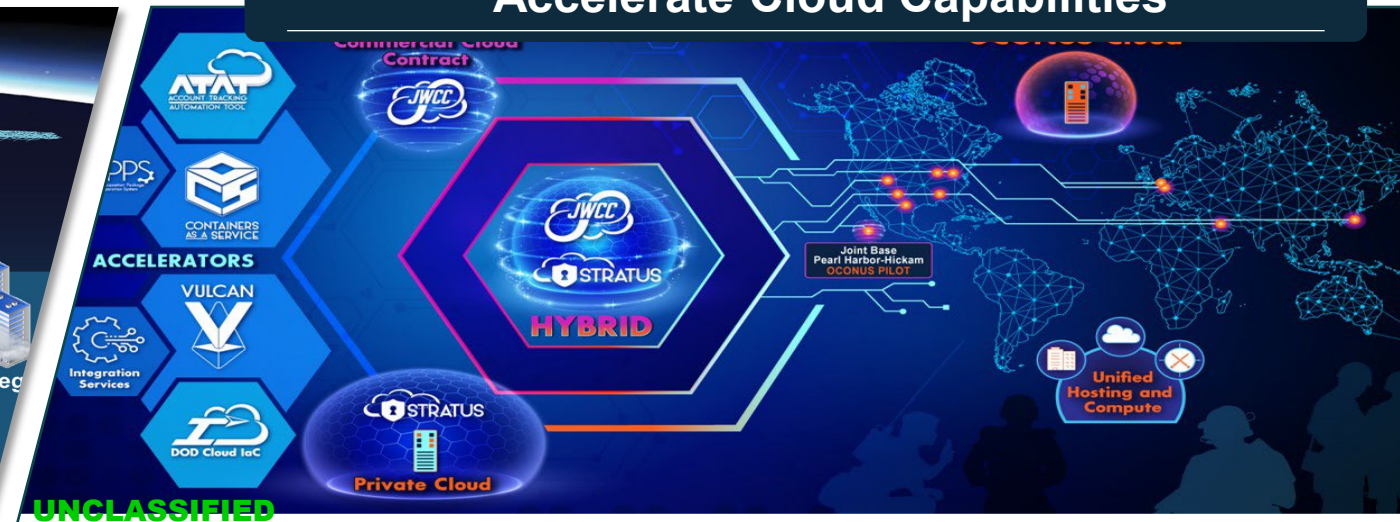 Accelerate Cloud Capabilities
Commercial Cloud
Contract
JWCC
OCONUS Cloud
ATAT
ACCOUNT TRACKING
AUTOMATION TOOL
CONTAINERS
AS A SERVICE
ACCELERATORS
VULCAN
Integration
Services
DOD Cloud IaC
JWCC
STRATUS
HYBRID
STRATUS
Private Cloud
Joint Base
Pearl Harbor-Hickam
OCONUS PILOT
Unified
Hosting and
Compute
UNCLASSIFIED